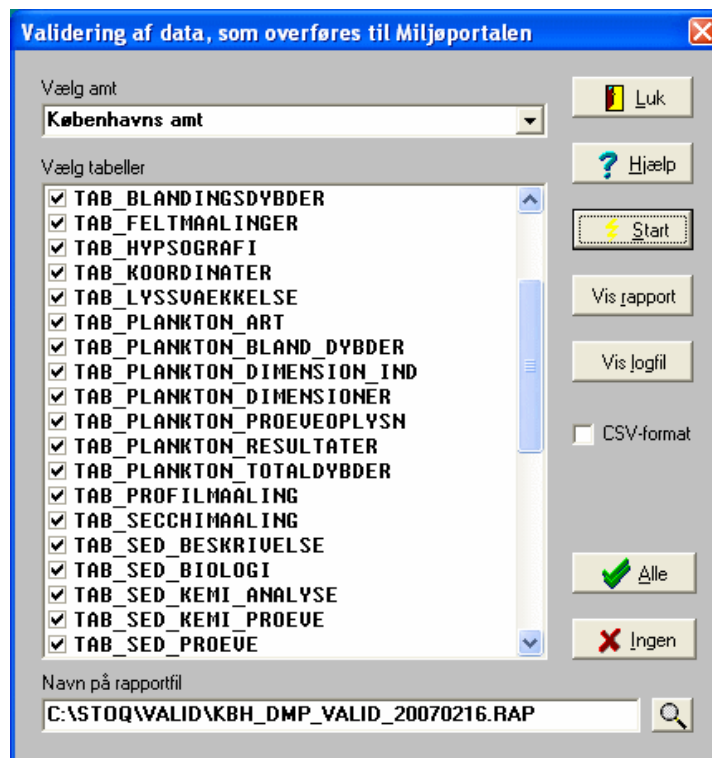 Validering af data, som overføres til Miljøportalen
Vælg amt
Københavns amt
Vælg tabeller
TAB_BLANDINGSDYBDER
TAB_FELTMAALINGER
TAB_HYPSOGRAFI
TAB_KOORDINATER
TAB_LYSSVAEKKELSE
TAB_PLANKTON_ART
TAB_PLANKTON_BLAND_DYBDER
TAB_PLANKTON_DIMENSION_IND
TAB_PLANKTON_DIMENSIONER
TAB_PLANKTON_PROEVEOPLYSN
TAB_PLANKTON_RESULTATER
TAB_PLANKTON_TOTALDYBDER
TAB_PROFILMAALING
TAB_SECCHIMAALING
TAB_SED_BESKRIVELSE
TAB_SED_BIOLOGI
TAB_SED_KEMI_ANALYSE
TAB_SED_KEMI_PROEVE
TAB_SED_PROEVE
Luk
Hjælp
Start
Vis rapport
Vis logfil
CSV-format
Alle
Ingen
Navn på rapportfil
C:\STOQ\VALID\KBH_DMP_VALID_20070216.RAP